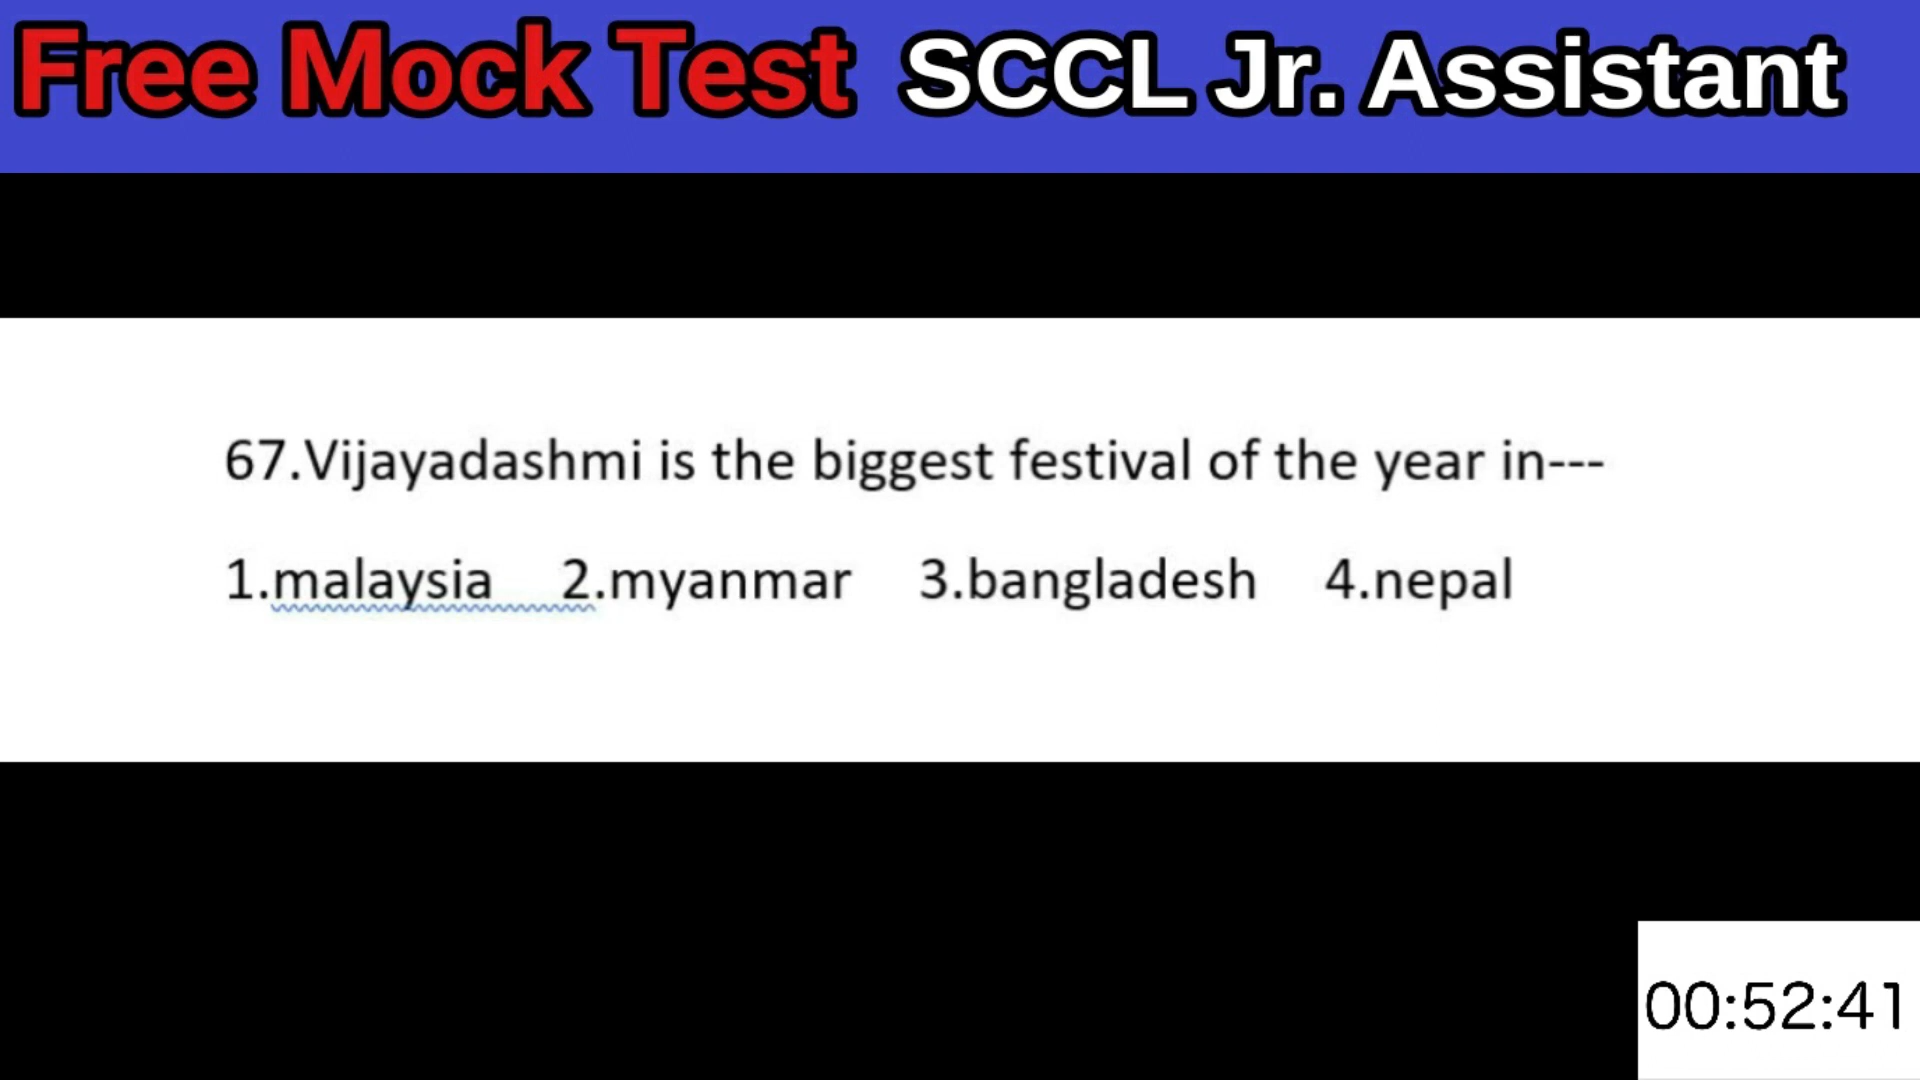 Free Mock Test SCCL Jr. Assistant
67.Vijayadashmi is the biggest festival of the year in---
1.malaysia 2.myanmar 3.bangladesh 4.nepal
00:52:41